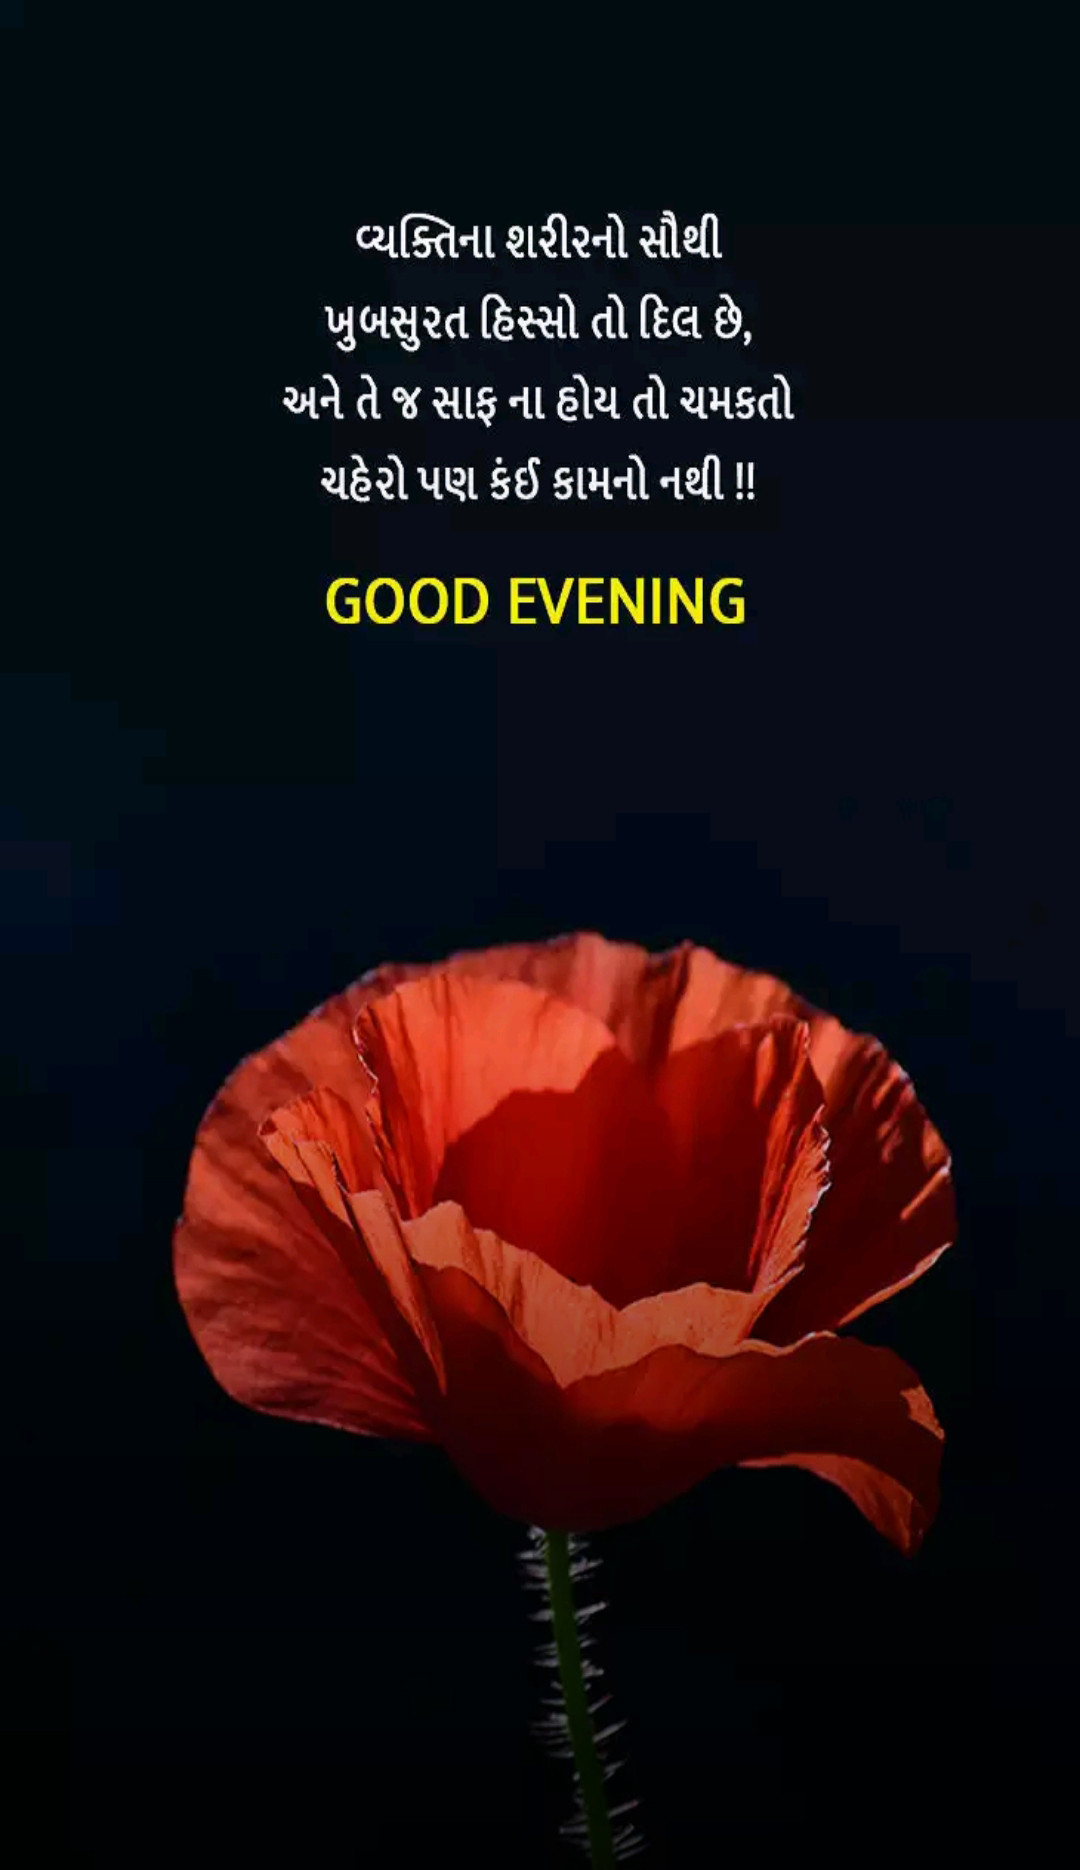 વ્યક્તિના શરીરનો સૌથી
ખુબસુરત હિસ્સો તો દિલ છે,
અને તે જ સાફ ના હોય તો ચમકતો
ચહેરો પણ કંઈ કામનો નથી !!
GOOD EVENING